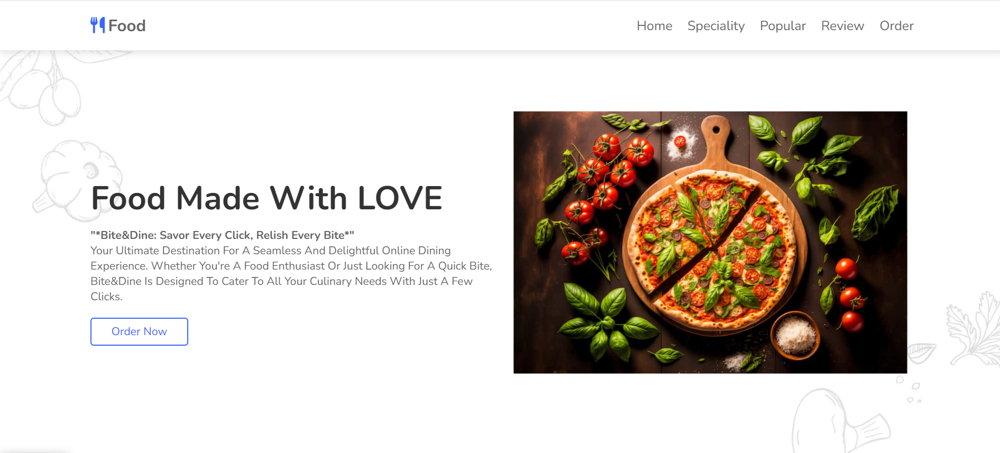 Food
Home Speciality Popular Review Order
Food Made With LOVE
"*Bite&Dine: Savor Every Click, Relish Every Bite*"
Your Ultimate Destination For A Seamless And Delightful Online Dining
Experience. Whether You're A Food Enthusiast Or Just Looking For A Quick Bite,
Bite&Dine Is Designed To Cater To All Your Culinary Needs With Just A Few
Clicks.
Order Now